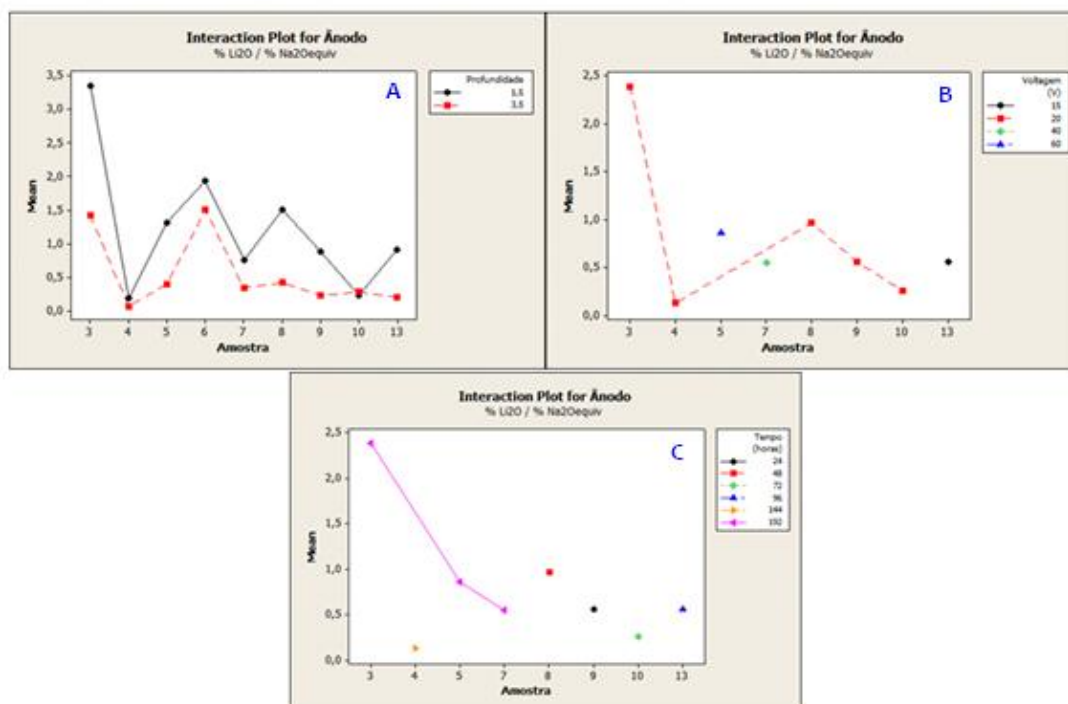 Interaction Plot for Ânodo
% Li2O / % Na2Oequiv
A
Profundidade
1,5
3,5
3,5
3,0
2,5
2,0
1,5
1,0
0,5
0,0
Mean
3 4 5 6 7 8 9 10 13
Amostra
Interaction Plot for Ânodo
% Li2O / % Na2Oequiv
B
Voltagem
(V)
15
20
40
60
2,5
2,0
1,5
1,0
0,5
0,0
Mean
3 4 5 7 8 9 10 13
Amostra
Interaction Plot for Ânodo
% Li2O / % Na2Oequiv
C
Tempo
(horas)
24
48
72
96
144
192
2,5
2,0
1,5
1,0
0,5
0,0
Mean
3 4 5 7 8 9 10 13
Amostra